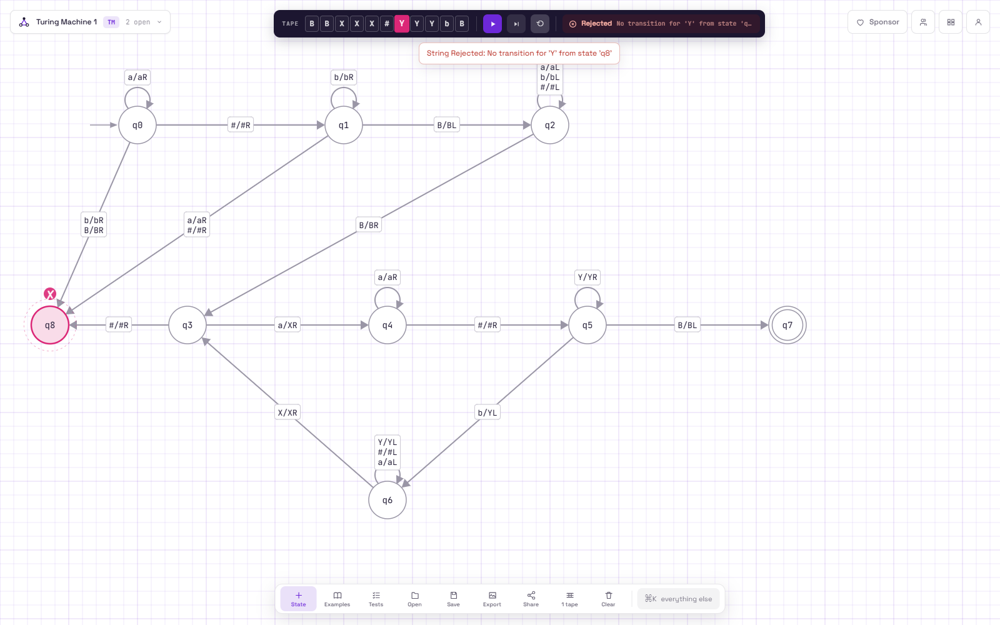 Turing Machine 1 TM 2 open
TAPE B B X X X # Y Y Y b B
Rejected No transition for 'Y' from state 'q…
Sponsor
String Rejected: No transition for 'Y' from state 'q8'
a/aR
b/bR
a/aL
b/bL
#/#L
q0
#/#R
q1
B/BL
q2
b/bR
B/BR
a/aR
#/#R
B/BR
a/aR
Y/YR
X
q8
#/#R
q3
a/XR
q4
#/#R
q5
B/BL
q7
X/XR
b/YL
Y/YL
#/#L
a/aL
q6
State
Examples
Tests
Open
Save
Export
Share
1 tape
Clear
⌘K everything else